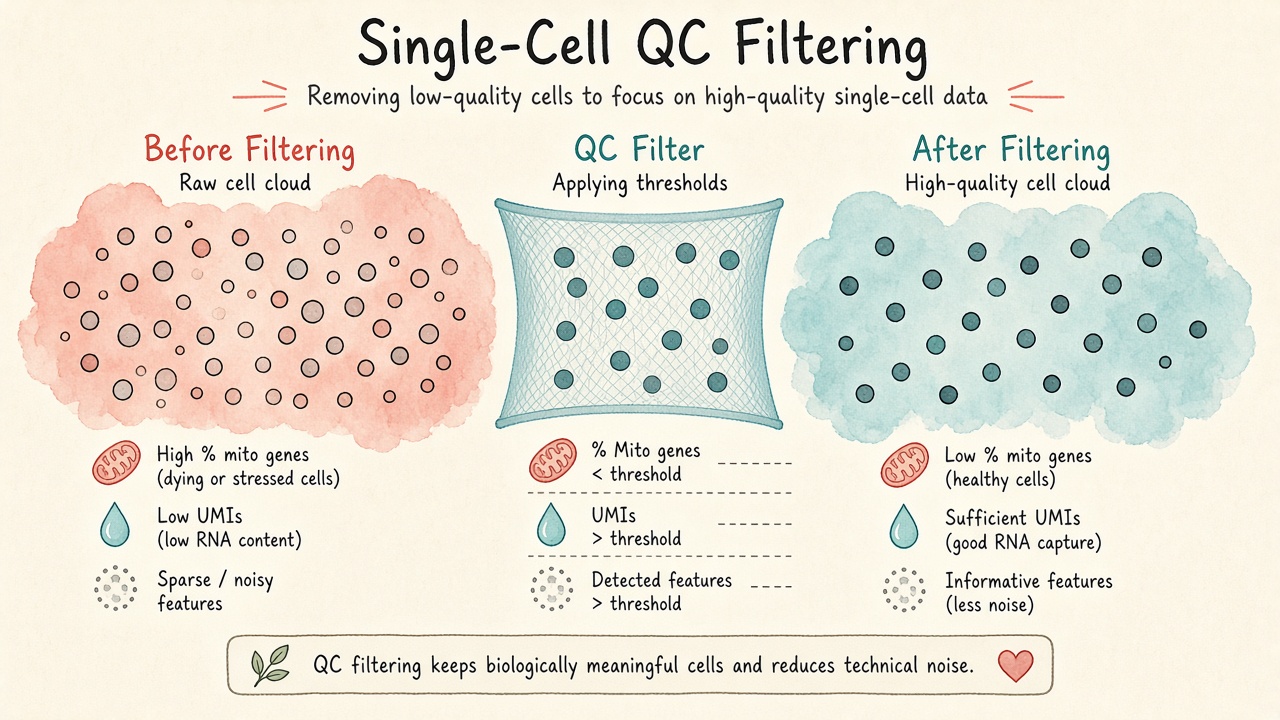 Single-Cell QC Filtering
Removing low-quality cells to focus on high-quality single-cell data
Before Filtering
Raw cell cloud
High % mito genes
(dying or stressed cells)
Low UMIs
(low RNA content)
Sparse / noisy
features
QC Filter
Applying thresholds
% Mito genes
< threshold
UMIs
> threshold
Detected features
> threshold
After Filtering
High-quality cell cloud
Low % mito genes
(healthy cells)
Sufficient UMIs
(good RNA capture)
Informative features
(less noise)
QC filtering keeps biologically meaningful cells and reduces technical noise.